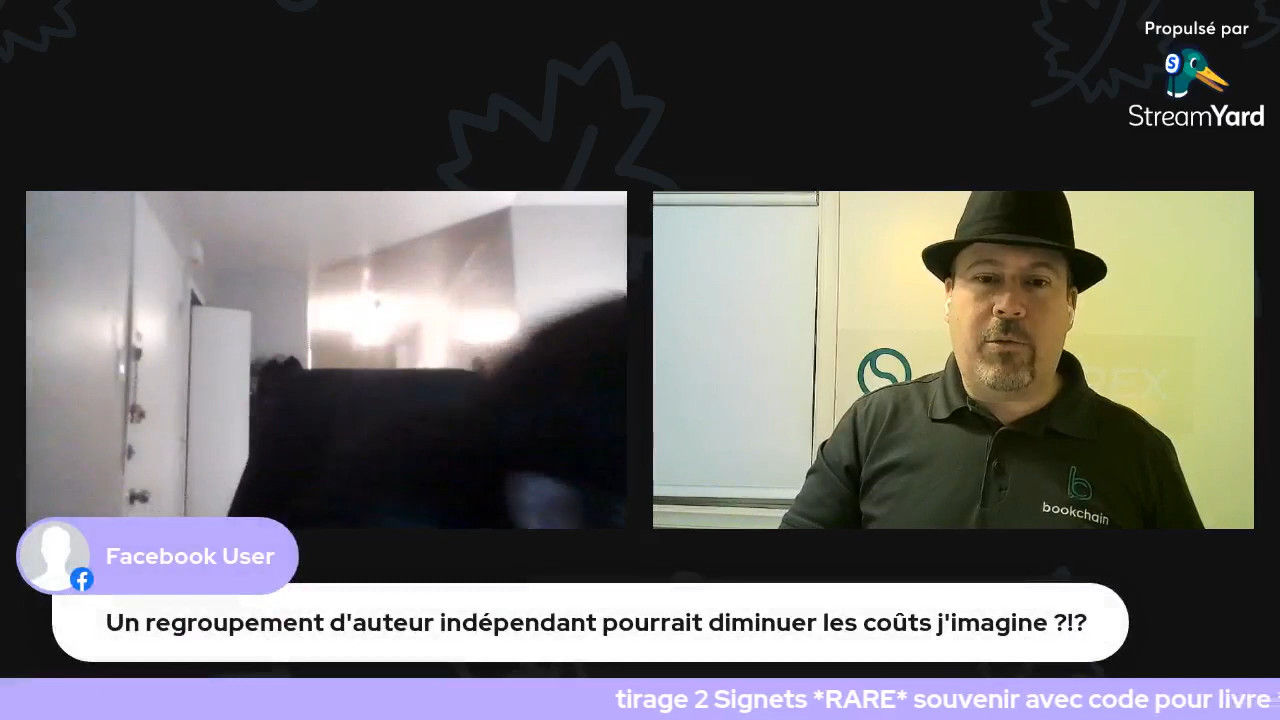 Propulsé par
StreamYard
bookchain
Facebook User
Un regroupement d'auteur indépendant pourrait diminuer les coûts j'imagine ?!?
tirage 2 Signets *RARE* souvenir avec code pour livre